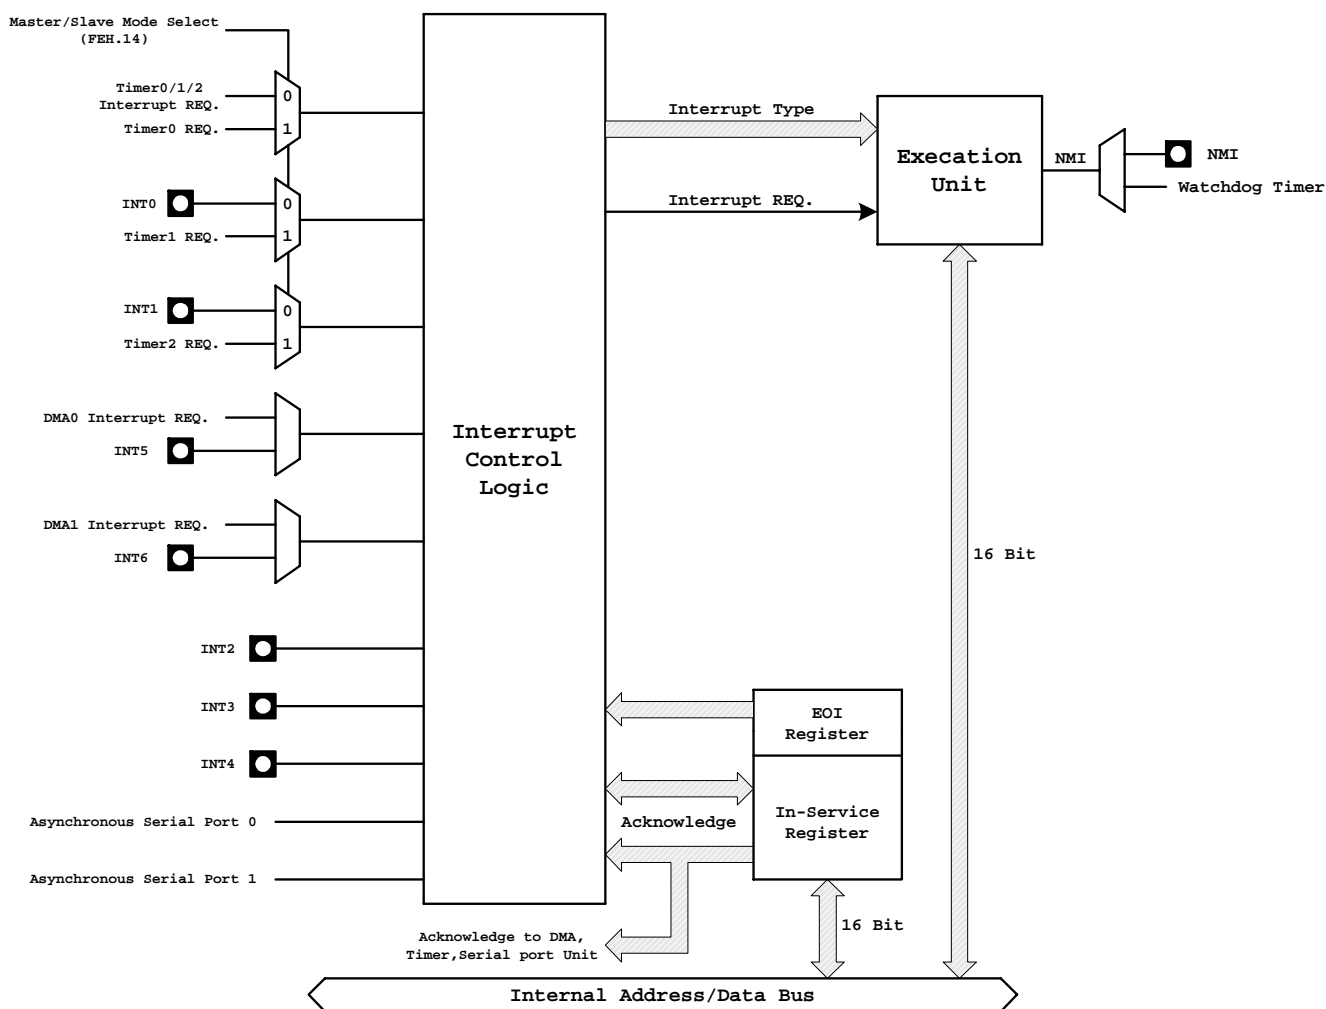 Master/Slave Mode Select
(FEH.14)
Timer0/1/2
Interrupt REQ.
0
Timer0 REQ.
1
INT0
0
Timer1 REQ.
1
INT1
0
Timer2 REQ.
1
DMA0 Interrupt REQ.
INT5
DMA1 Interrupt REQ.
INT6
INT2
INT3
INT4
Asynchronous Serial Port 0
Asynchronous Serial Port 1
Interrupt
Control
Logic
Interrupt Type
Interrupt REQ.
Execation
Unit
NMI
NMI
Watchdog Timer
16 Bit
EOI
Register
In-Service
Register
Acknowledge
16 Bit
Acknowledge to DMA,
Timer,Serial port Unit
Internal Address/Data Bus